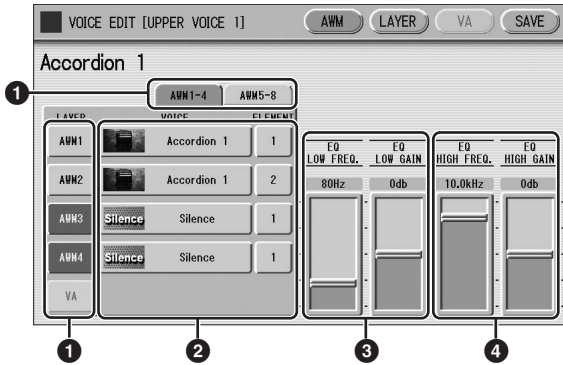 VOICE EDIT [UPPER VOICE 1] AWM LAYER VA SAVE
Accordion 1
1 AWM1-4 AWM5-8
LAYER VOICE ELEMENT
AWM1 Accordion 1 1
AWM2 Accordion 1 2
AWM3 Silence Silence 1
AWM4 Silence Silence 1
VA
EQ LOW FREQ. EQ LOW GAIN EQ HIGH FREQ. EQ HIGH GAIN
80Hz 0db 10.0kHz 0db
1 2 3 4